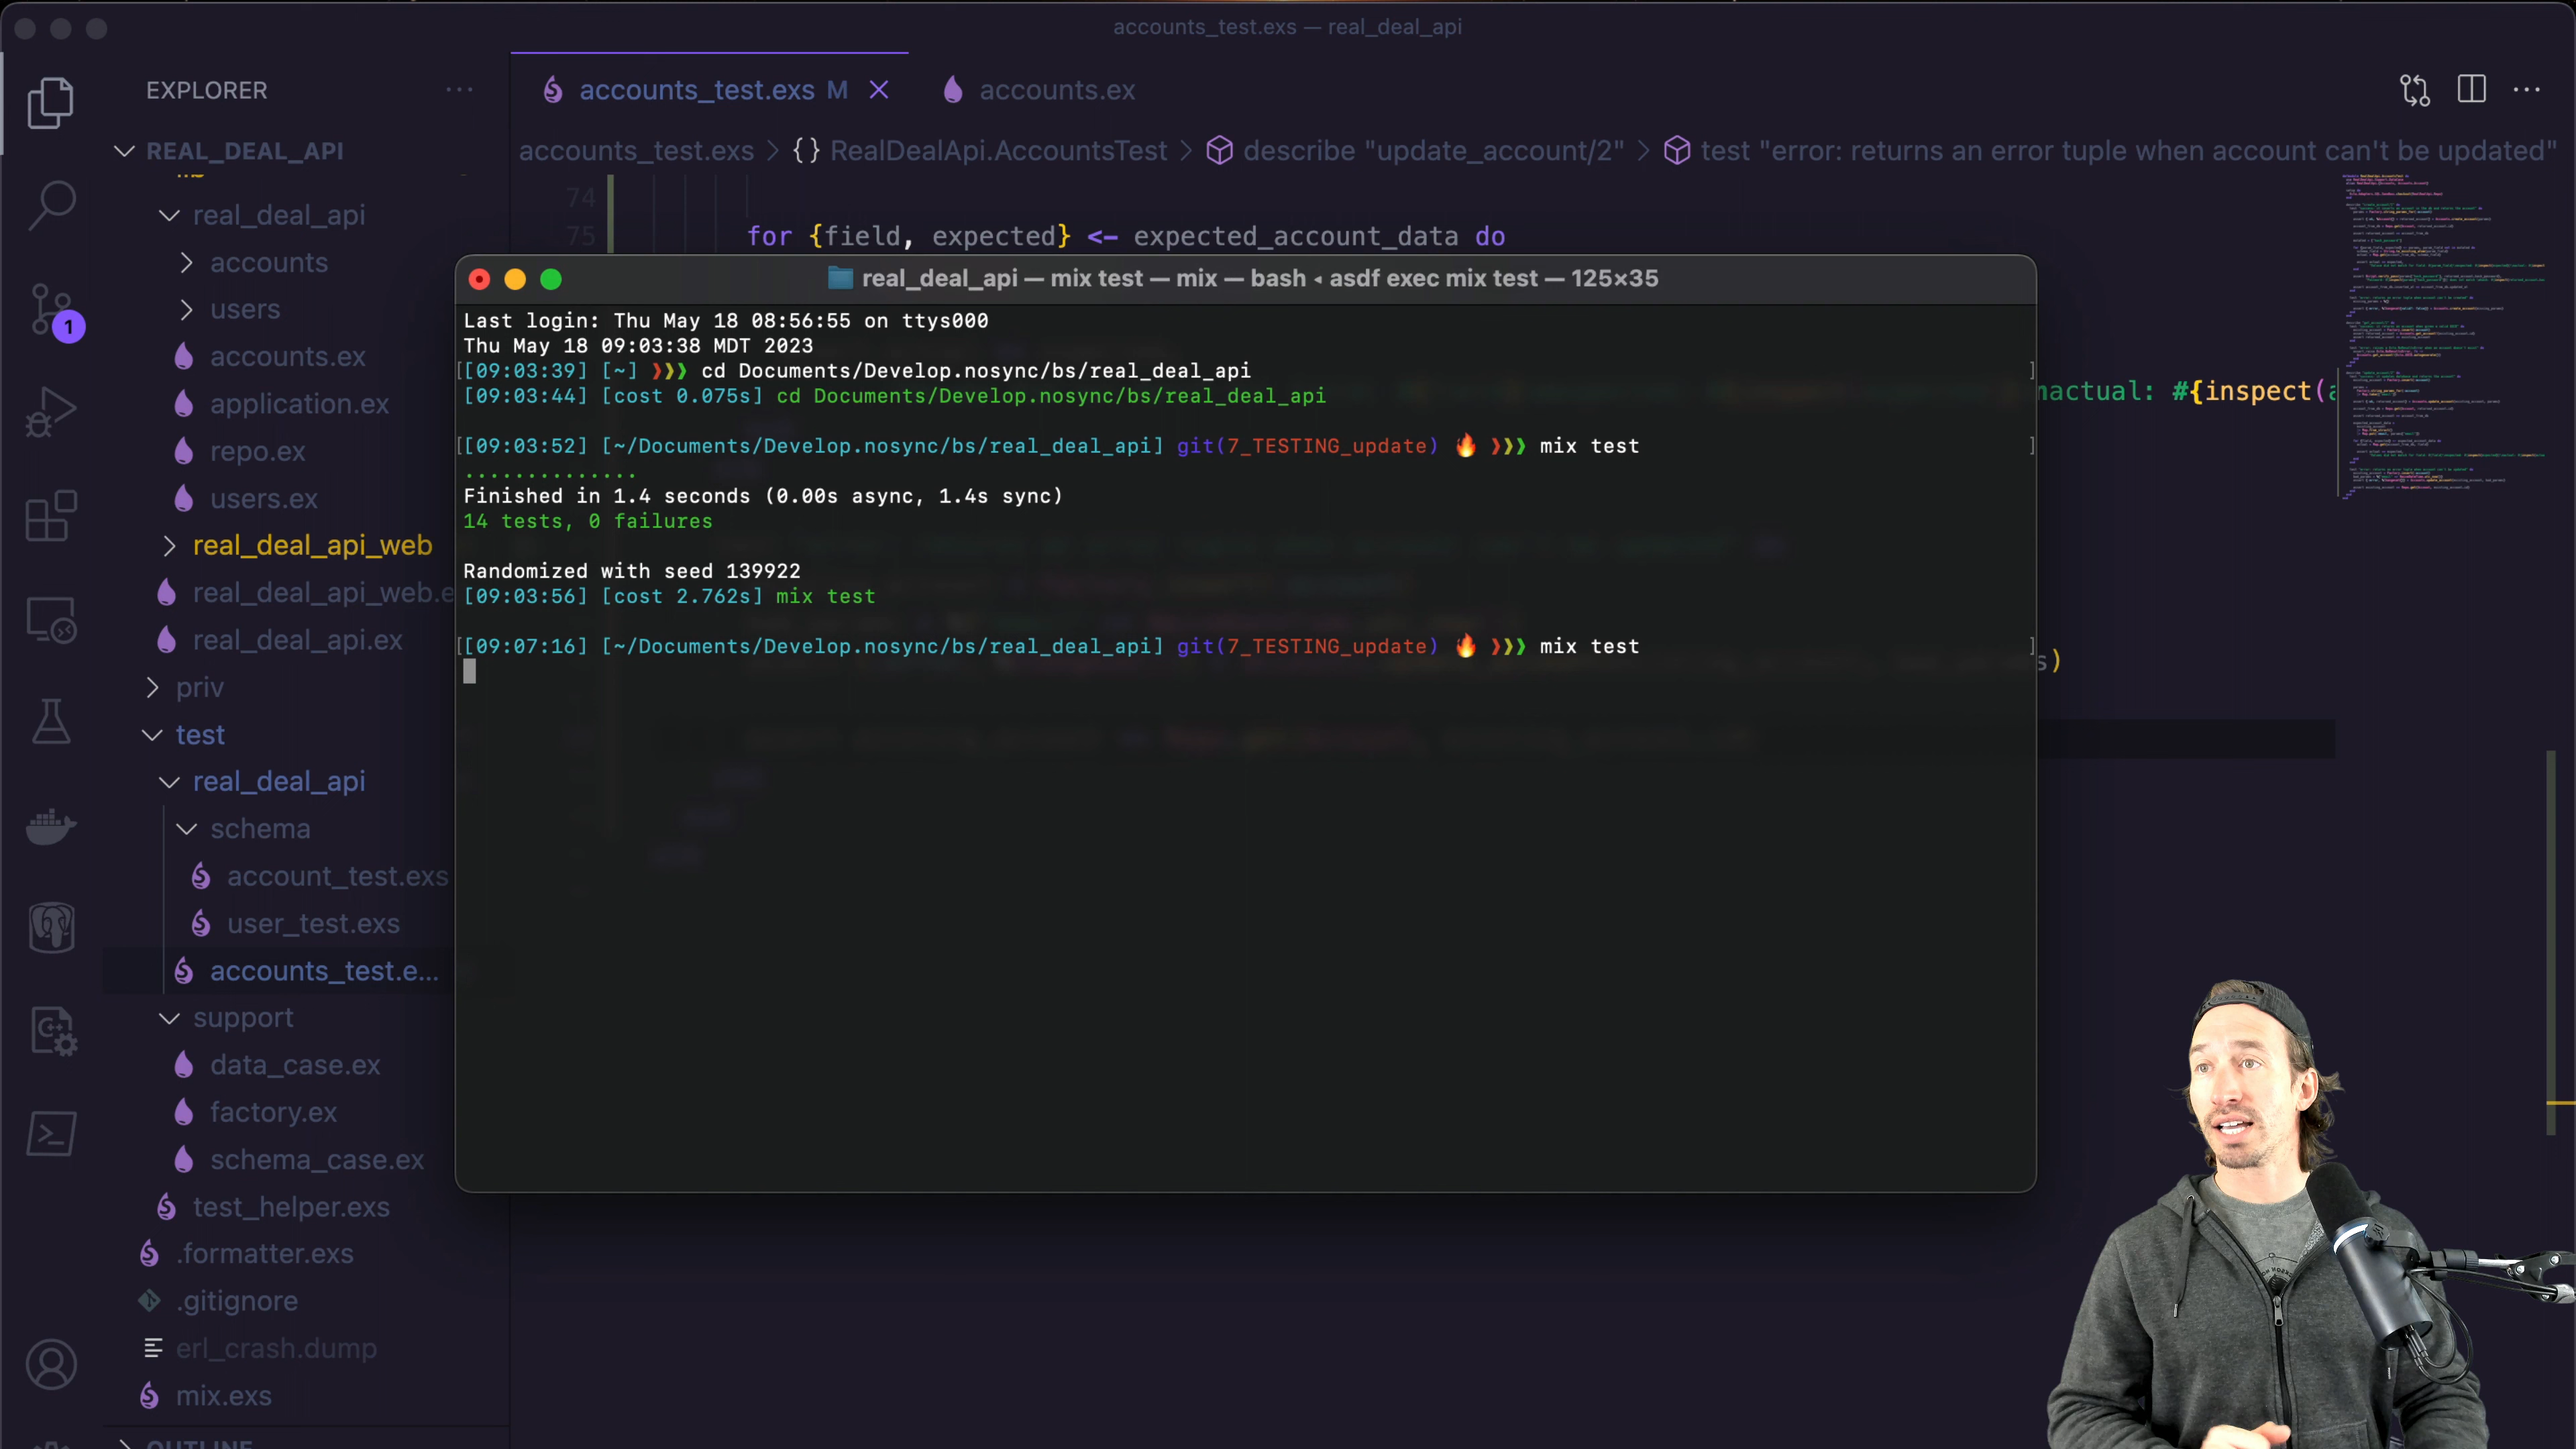 accounts_test.exs — real_deal_api
EXPLORER
accounts_test.exs M
accounts.ex
REAL_DEAL_API
accounts_test.exs > {} RealDealApi.AccountsTest > describe "update_account/2" > test "error: returns an error tuple when account can't be updated"
real_deal_api
accounts
users
accounts.ex
application.ex
repo.ex
users.ex
real_deal_api_web
real_deal_api_web.e
real_deal_api.ex
priv
test
real_deal_api
schema
account_test.exs
user_test.exs
accounts_test.e...
support
data_case.ex
factory.ex
schema_case.ex
test_helper.exs
.formatter.exs
.gitignore
erl_crash.dump
mix.exs
OUTLINE
1
74
75 for {field, expected} <- expected_account_data do
nactual: #{inspect(a
s)
real_deal_api — mix test — mix — bash ◂ asdf exec mix test — 125×35
Last login: Thu May 18 08:56:55 on ttys000
Thu May 18 09:03:38 MDT 2023
[[09:03:39] [~] ❯❯❯ cd Documents/Develop.nosync/bs/real_deal_api ]
[09:03:44] [cost 0.075s] cd Documents/Develop.nosync/bs/real_deal_api
[[09:03:52] [~/Documents/Develop.nosync/bs/real_deal_api] git(7_TESTING_update) 🔥 ❯❯❯ mix test ]
..............
Finished in 1.4 seconds (0.00s async, 1.4s sync)
14 tests, 0 failures
Randomized with seed 139922
[09:03:56] [cost 2.762s] mix test
[[09:07:16] [~/Documents/Develop.nosync/bs/real_deal_api] git(7_TESTING_update) 🔥 ❯❯❯ mix test ]